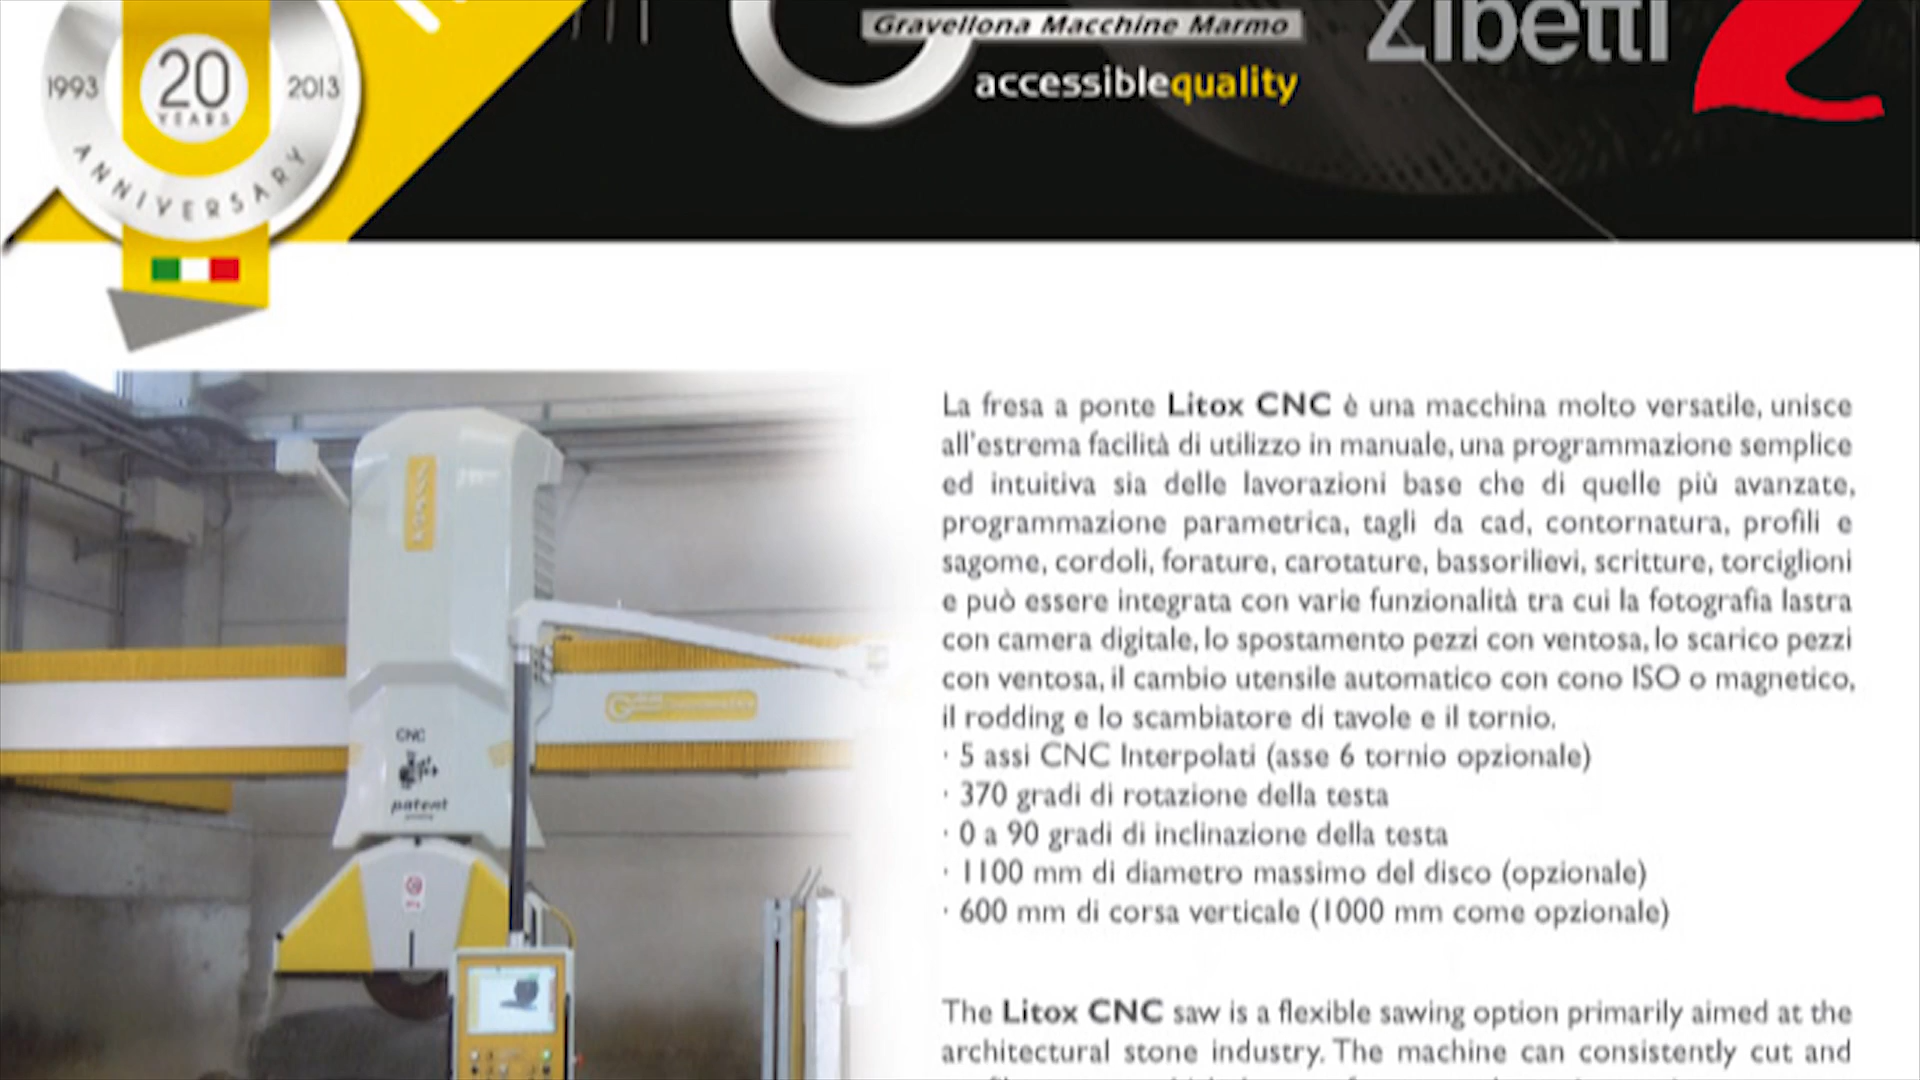 Gravellona Macchine Marmo
Zibetti
accessiblequality
1993 20 2013
YEARS
ANNIVERSARY
La fresa a ponte Litox CNC è una macchina molto versatile, unisce
all'estrema facilità di utilizzo in manuale, una programmazione semplice
ed intuitiva sia delle lavorazioni base che di quelle più avanzate,
programmazione parametrica, tagli da cad, contornatura, profili e
sagome, cordoli, forature, carotature, bassorilievi, scritture, torciglioni
e può essere integrata con varie funzionalità tra cui la fotografia lastra
con camera digitale, lo spostamento pezzi con ventosa, lo scarico pezzi
con ventosa, il cambio utensile automatico con cono ISO o magnetico,
il rodding e lo scambiatore di tavole e il tornio.
· 5 assi CNC Interpolati (asse 6 tornio opzionale)
· 370 gradi di rotazione della testa
· 0 a 90 gradi di inclinazione della testa
· 1100 mm di diametro massimo del disco (opzionale)
· 600 mm di corsa verticale (1000 mm come opzionale)
The Litox CNC saw is a flexible sawing option primarily aimed at the
architectural stone industry. The machine can consistently cut and
CNC
patent